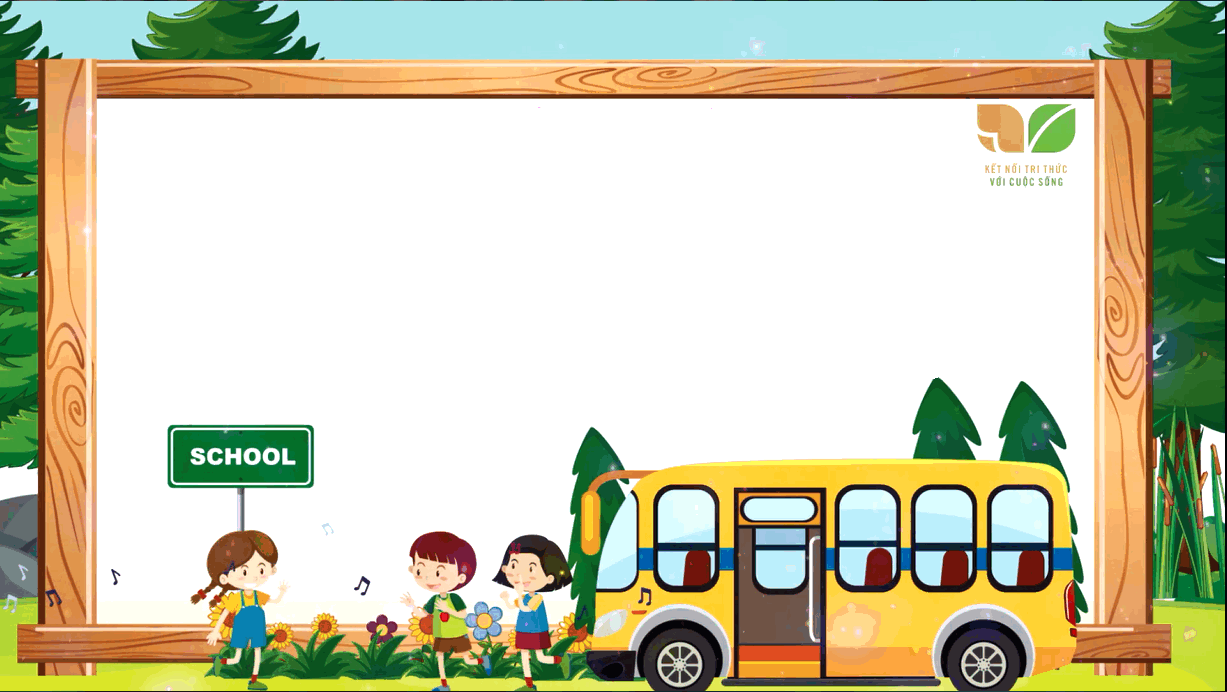 KẾT NỐI TRI THỨC
VỚI CUỘC SỐNG
SCHOOL